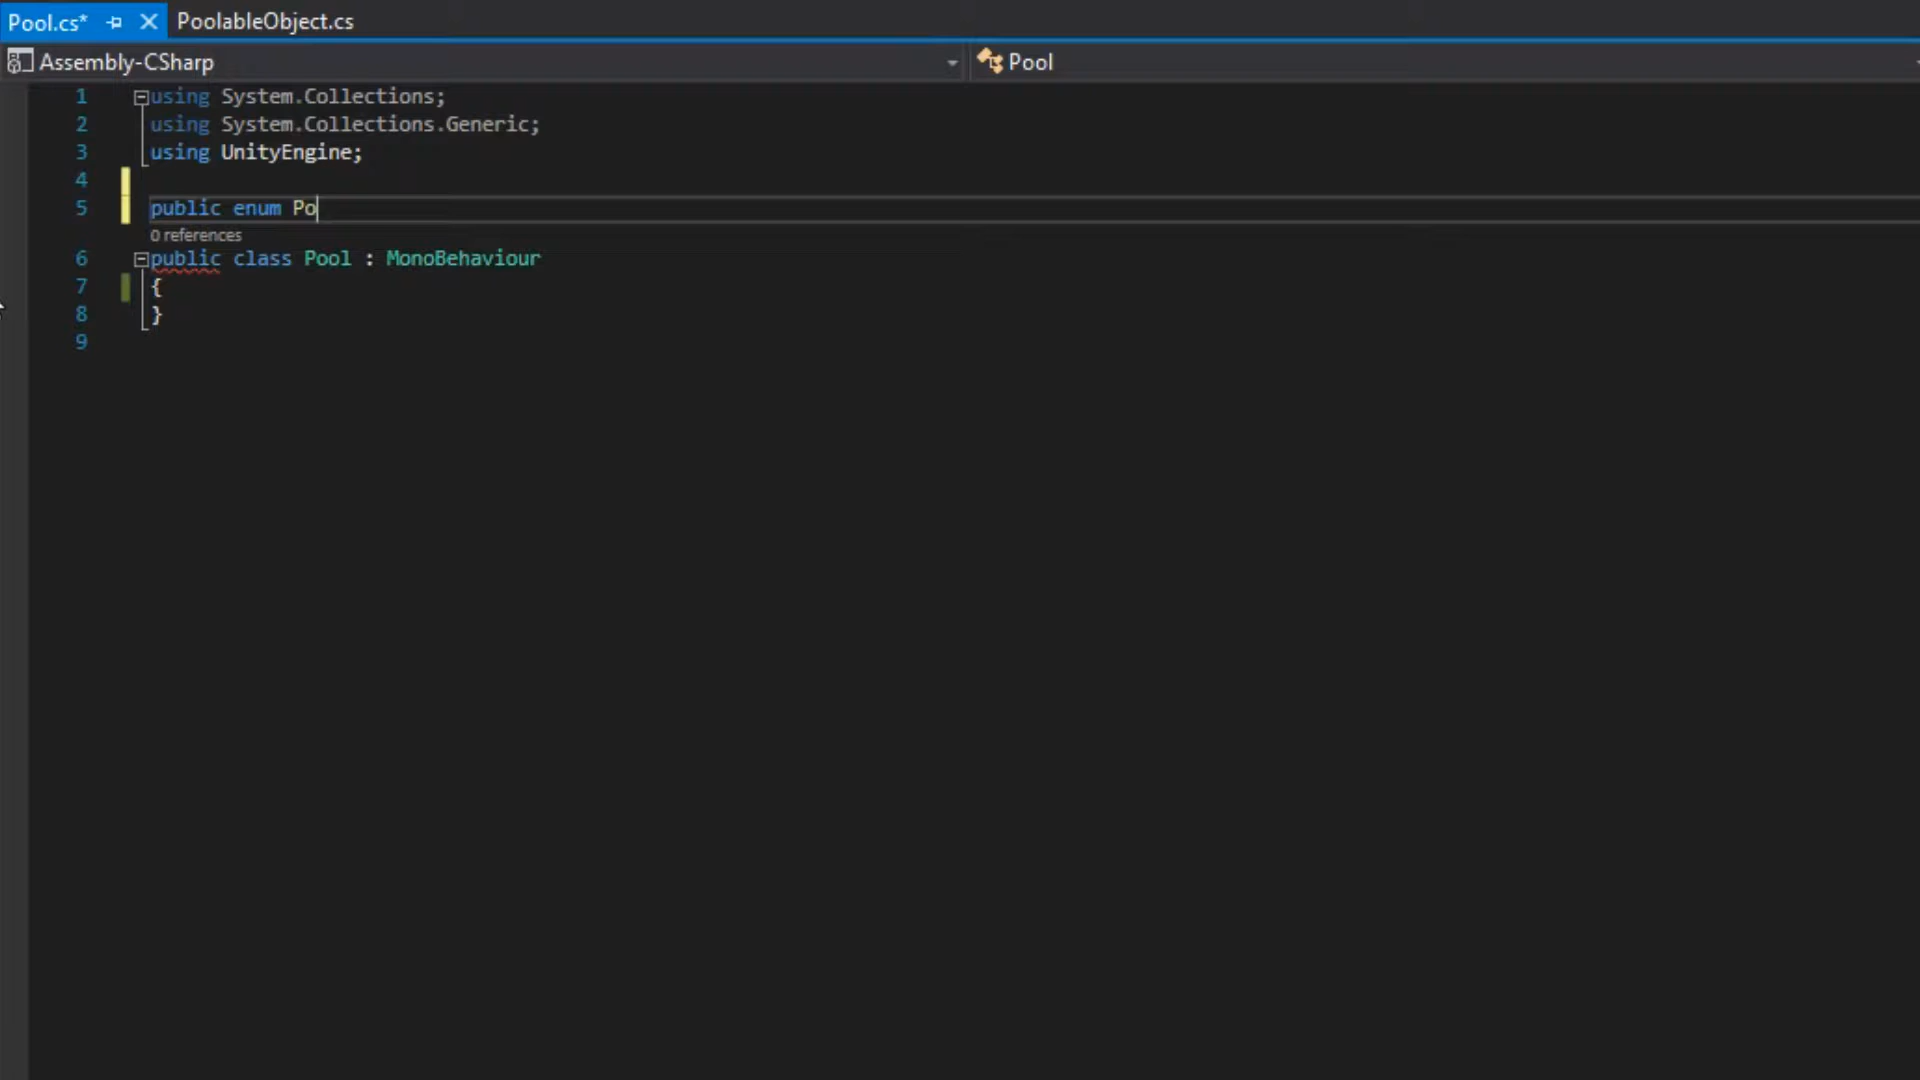 Pool.cs* PoolableObject.cs
Assembly-CSharp Pool
1 using System.Collections;
2 using System.Collections.Generic;
3 using UnityEngine;
4
5 public enum Po
0 references
6 public class Pool : MonoBehaviour
7 {
8 }
9